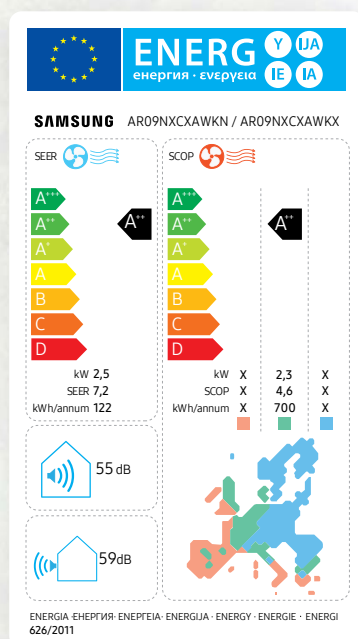 ENERG Y IJA
енергия · ενεργεια IE IA
SAMSUNG AR09NXCXAWKN / AR09NXCXAWKX
SEER
A+++
A++ A++
A+
A
B
C
D
kW 2,5
SEER 7,2
kWh/annum 122
SCOP
A+++
A++ A++
A+
A
B
C
D
kW X 2,3 X
SCOP X 4,6 X
kWh/annum X 700 X
55 dB
59dB
ENERGIA ·ЕНЕРГИЯ· ΕΝΕΡΓΕΙΑ· ENERGIJA · ENERGY · ENERGIE · ENERGI
626/2011